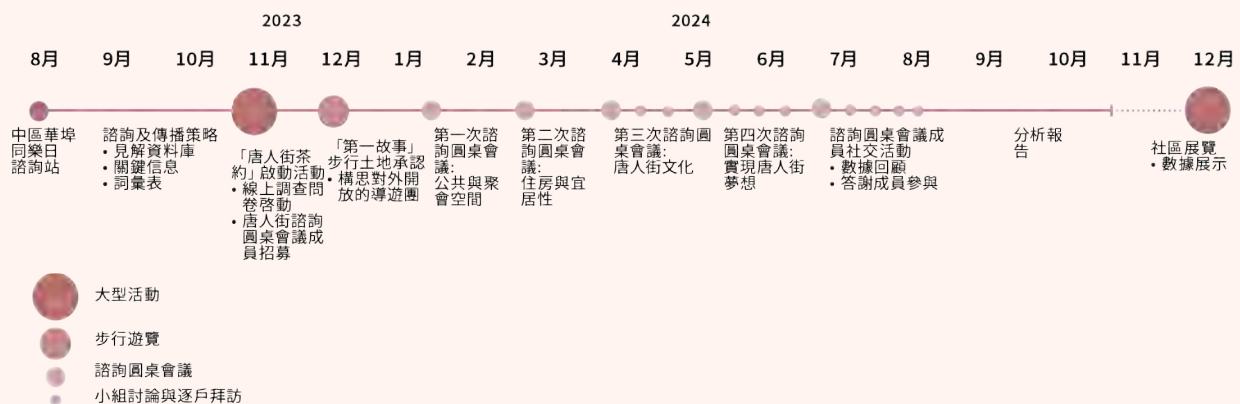 2023
2024
8月
9月
10月
11月
12月
1月
2月
3月
4月
5月
6月
7月
8月
9月
10月
11月
12月
中區華埠
同樂日
諮詢站
諮詢及傳播策略
• 見解資料庫
• 關鍵信息
• 詞彙表
「唐人街茶
約」啟動活動
• 線上調查問
卷啓動
• 唐人街諮詢
圓桌會議成
員招募
「第一故事」
步行土地承認
• 構思對外開
放的導遊團
第一次諮
詢圓桌會
議:
公共與聚
會空間
第二次諮
詢圓桌會
議:
住房與宜
居性
第三次諮詢圓
桌會議:
唐人街文化
第四次諮詢
圓桌會議:
實現唐人街
夢想
諮詢圓桌會議成
員社交活動
• 數據回顧
• 答謝成員參與
分析報
告
社區展覽
• 數據展示
大型活動
步行遊覽
諮詢圓桌會議
小組討論與逐戶拜訪